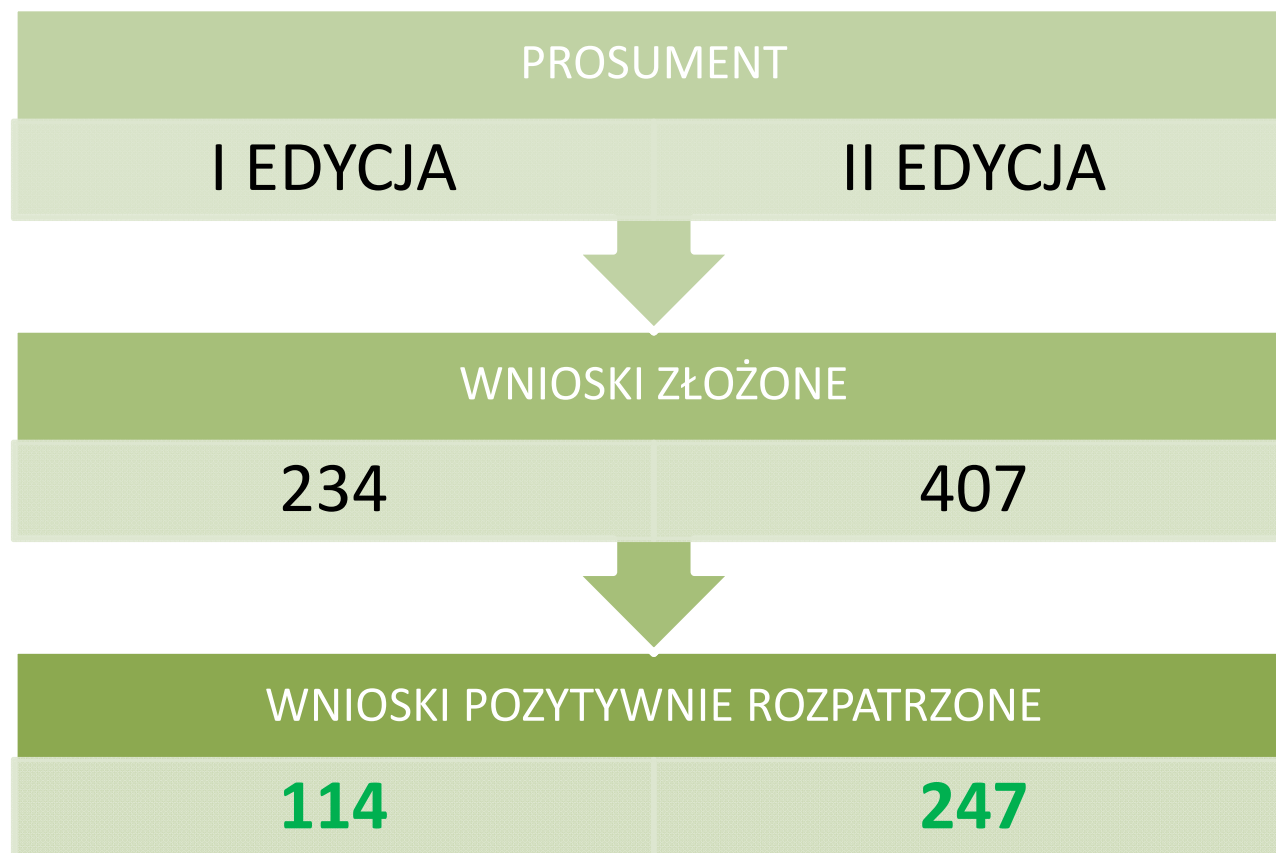 PROSUMENT
I EDYCJA II EDYCJA
WNIOSKI ZŁOŻONE
234 407
WNIOSKI POZYTYWNIE ROZPATRZONE
114 247